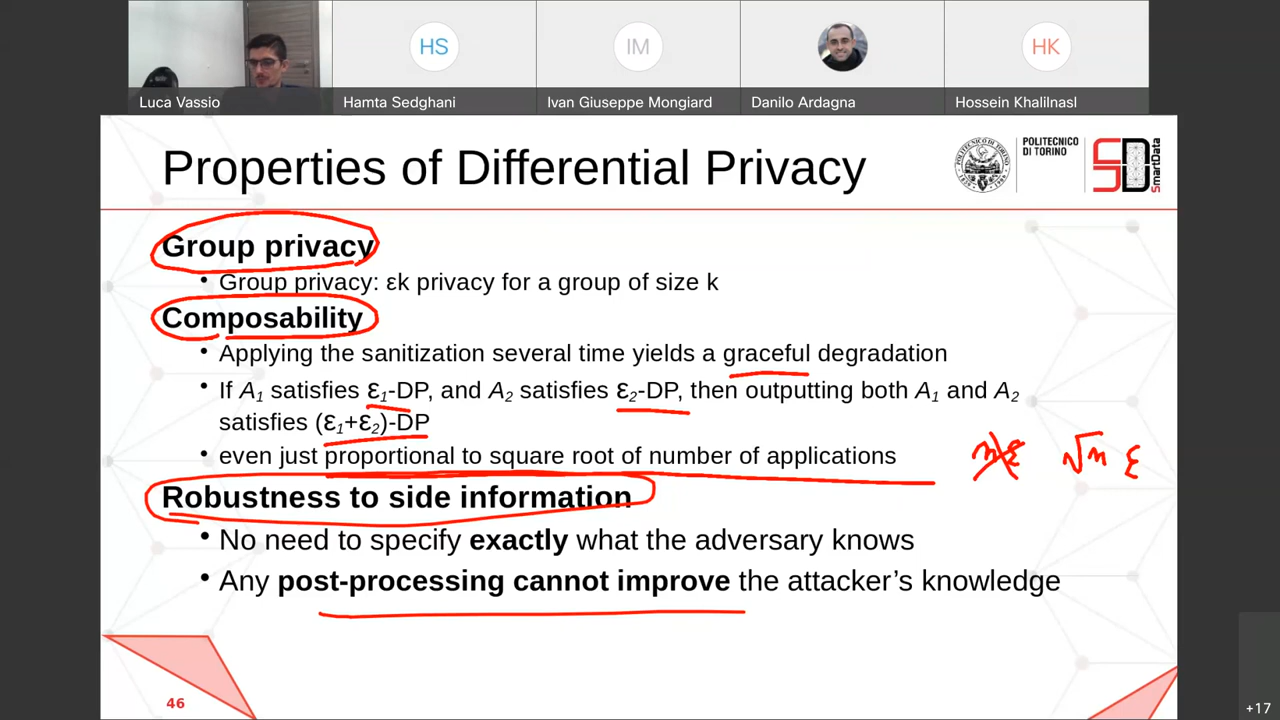 HS
IM
HK
Luca Vassio
Hamta Sedghani
Ivan Giuseppe Mongiard
Danilo Ardagna
Hossein Khalilnasl
Properties of Differential Privacy
POLITECNICO
DI TORINO
SD
SmartData
Group privacy
• Group privacy: εk privacy for a group of size k
Composability
• Applying the sanitization several time yields a graceful degradation
• If A₁ satisfies ε₁-DP, and A₂ satisfies ε₂-DP, then outputting both A₁ and A₂
satisfies (ε₁+ε₂)-DP
• even just proportional to square root of number of applications
nε √n ε
Robustness to side information
• No need to specify exactly what the adversary knows
• Any post-processing cannot improve the attacker’s knowledge
46
+17